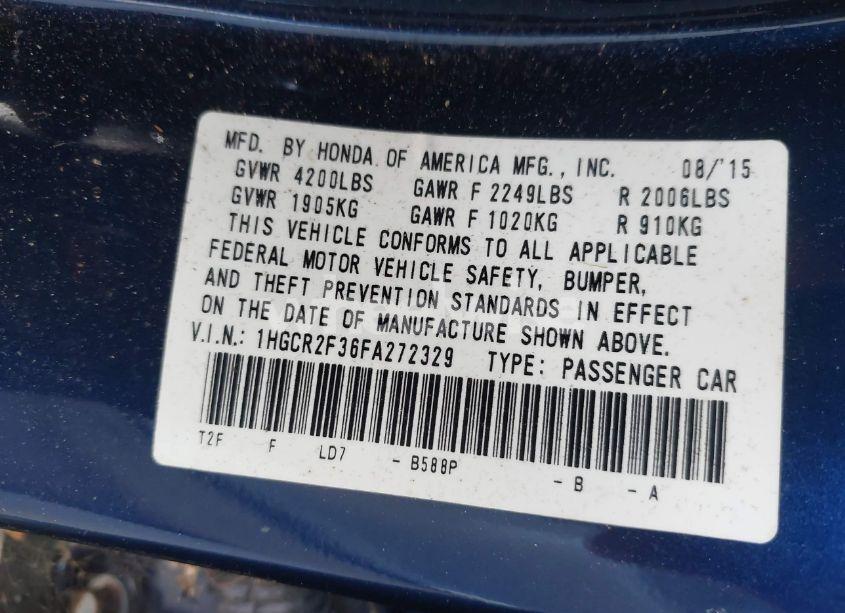 MFD. BY HONDA OF AMERICA MFG., INC. 08/'15
GVWR 4200LBS GAWR F 2249LBS R 2006LBS
GVWR 1905KG GAWR F 1020KG R 910KG
THIS VEHICLE CONFORMS TO ALL APPLICABLE
FEDERAL MOTOR VEHICLE SAFETY, BUMPER,
AND THEFT PREVENTION STANDARDS IN EFFECT
ON THE DATE OF MANUFACTURE SHOWN ABOVE.
V.I.N.: 1HGCR2F36FA272329 TYPE: PASSENGER CAR
T2F F LD7 - B588P - B - A